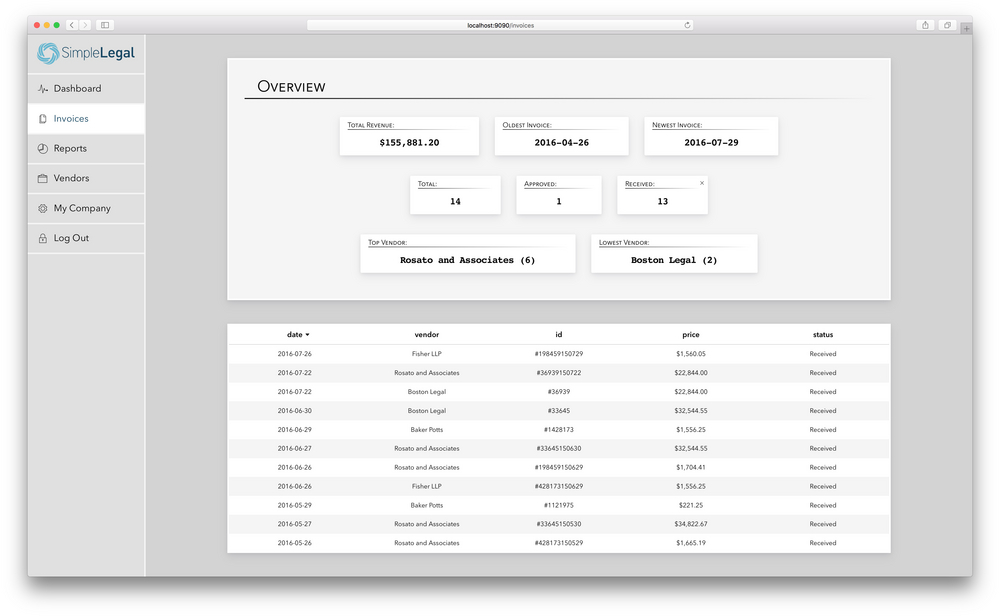 localhost:9090/invoices
SimpleLegal
Dashboard
Invoices
Reports
Vendors
My Company
Log Out
Overview
Total Revenue: Oldest Invoice: Newest Invoice:
$155,881.20 2016-04-26 2016-07-29
Total: Approved: Received: ×
14 1 13
Top Vendor: Lowest Vendor:
Rosato and Associates (6) Boston Legal (2)
date vendor id price status
2016-07-26 Fisher LLP #198459150729 $1,560.05 Received
2016-07-22 Rosato and Associates #36939150722 $22,844.00 Received
2016-07-22 Boston Legal #36939 $22,844.00 Received
2016-06-30 Boston Legal #33645 $32,544.55 Received
2016-06-29 Baker Potts #1428173 $1,556.25 Received
2016-06-27 Rosato and Associates #33645150630 $32,544.55 Received
2016-06-26 Rosato and Associates #198459150629 $1,704.41 Received
2016-06-26 Fisher LLP #428173150629 $1,556.25 Received
2016-05-29 Baker Potts #1121975 $221.25 Received
2016-05-27 Rosato and Associates #33645150530 $34,822.67 Received
2016-05-26 Rosato and Associates #428173150529 $1,665.19 Received